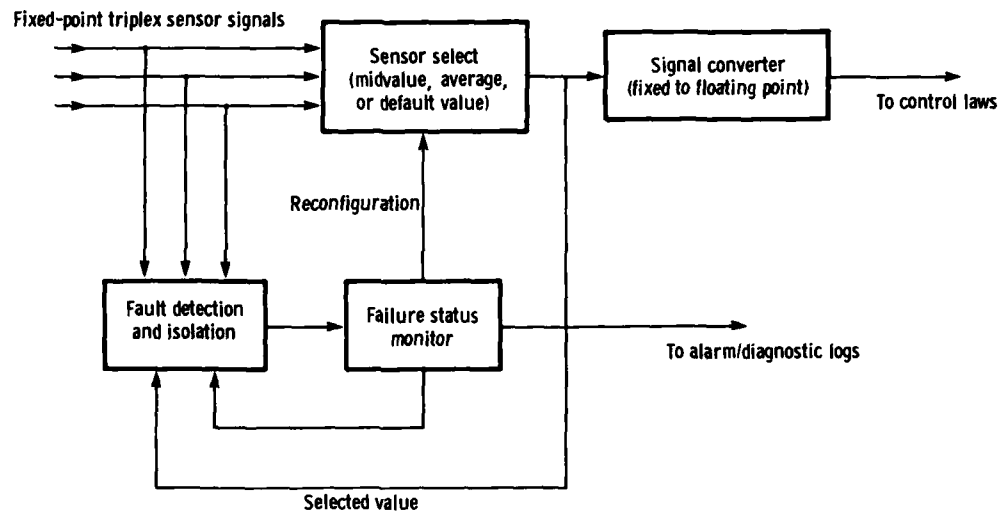 Fixed-point triplex sensor signals
Sensor select
(midvalue, average,
or default value)
Signal converter
(fixed to floating point)
To control laws
Reconfiguration
Fault detection
and isolation
Failure status
monitor
To alarm/diagnostic logs
Selected value